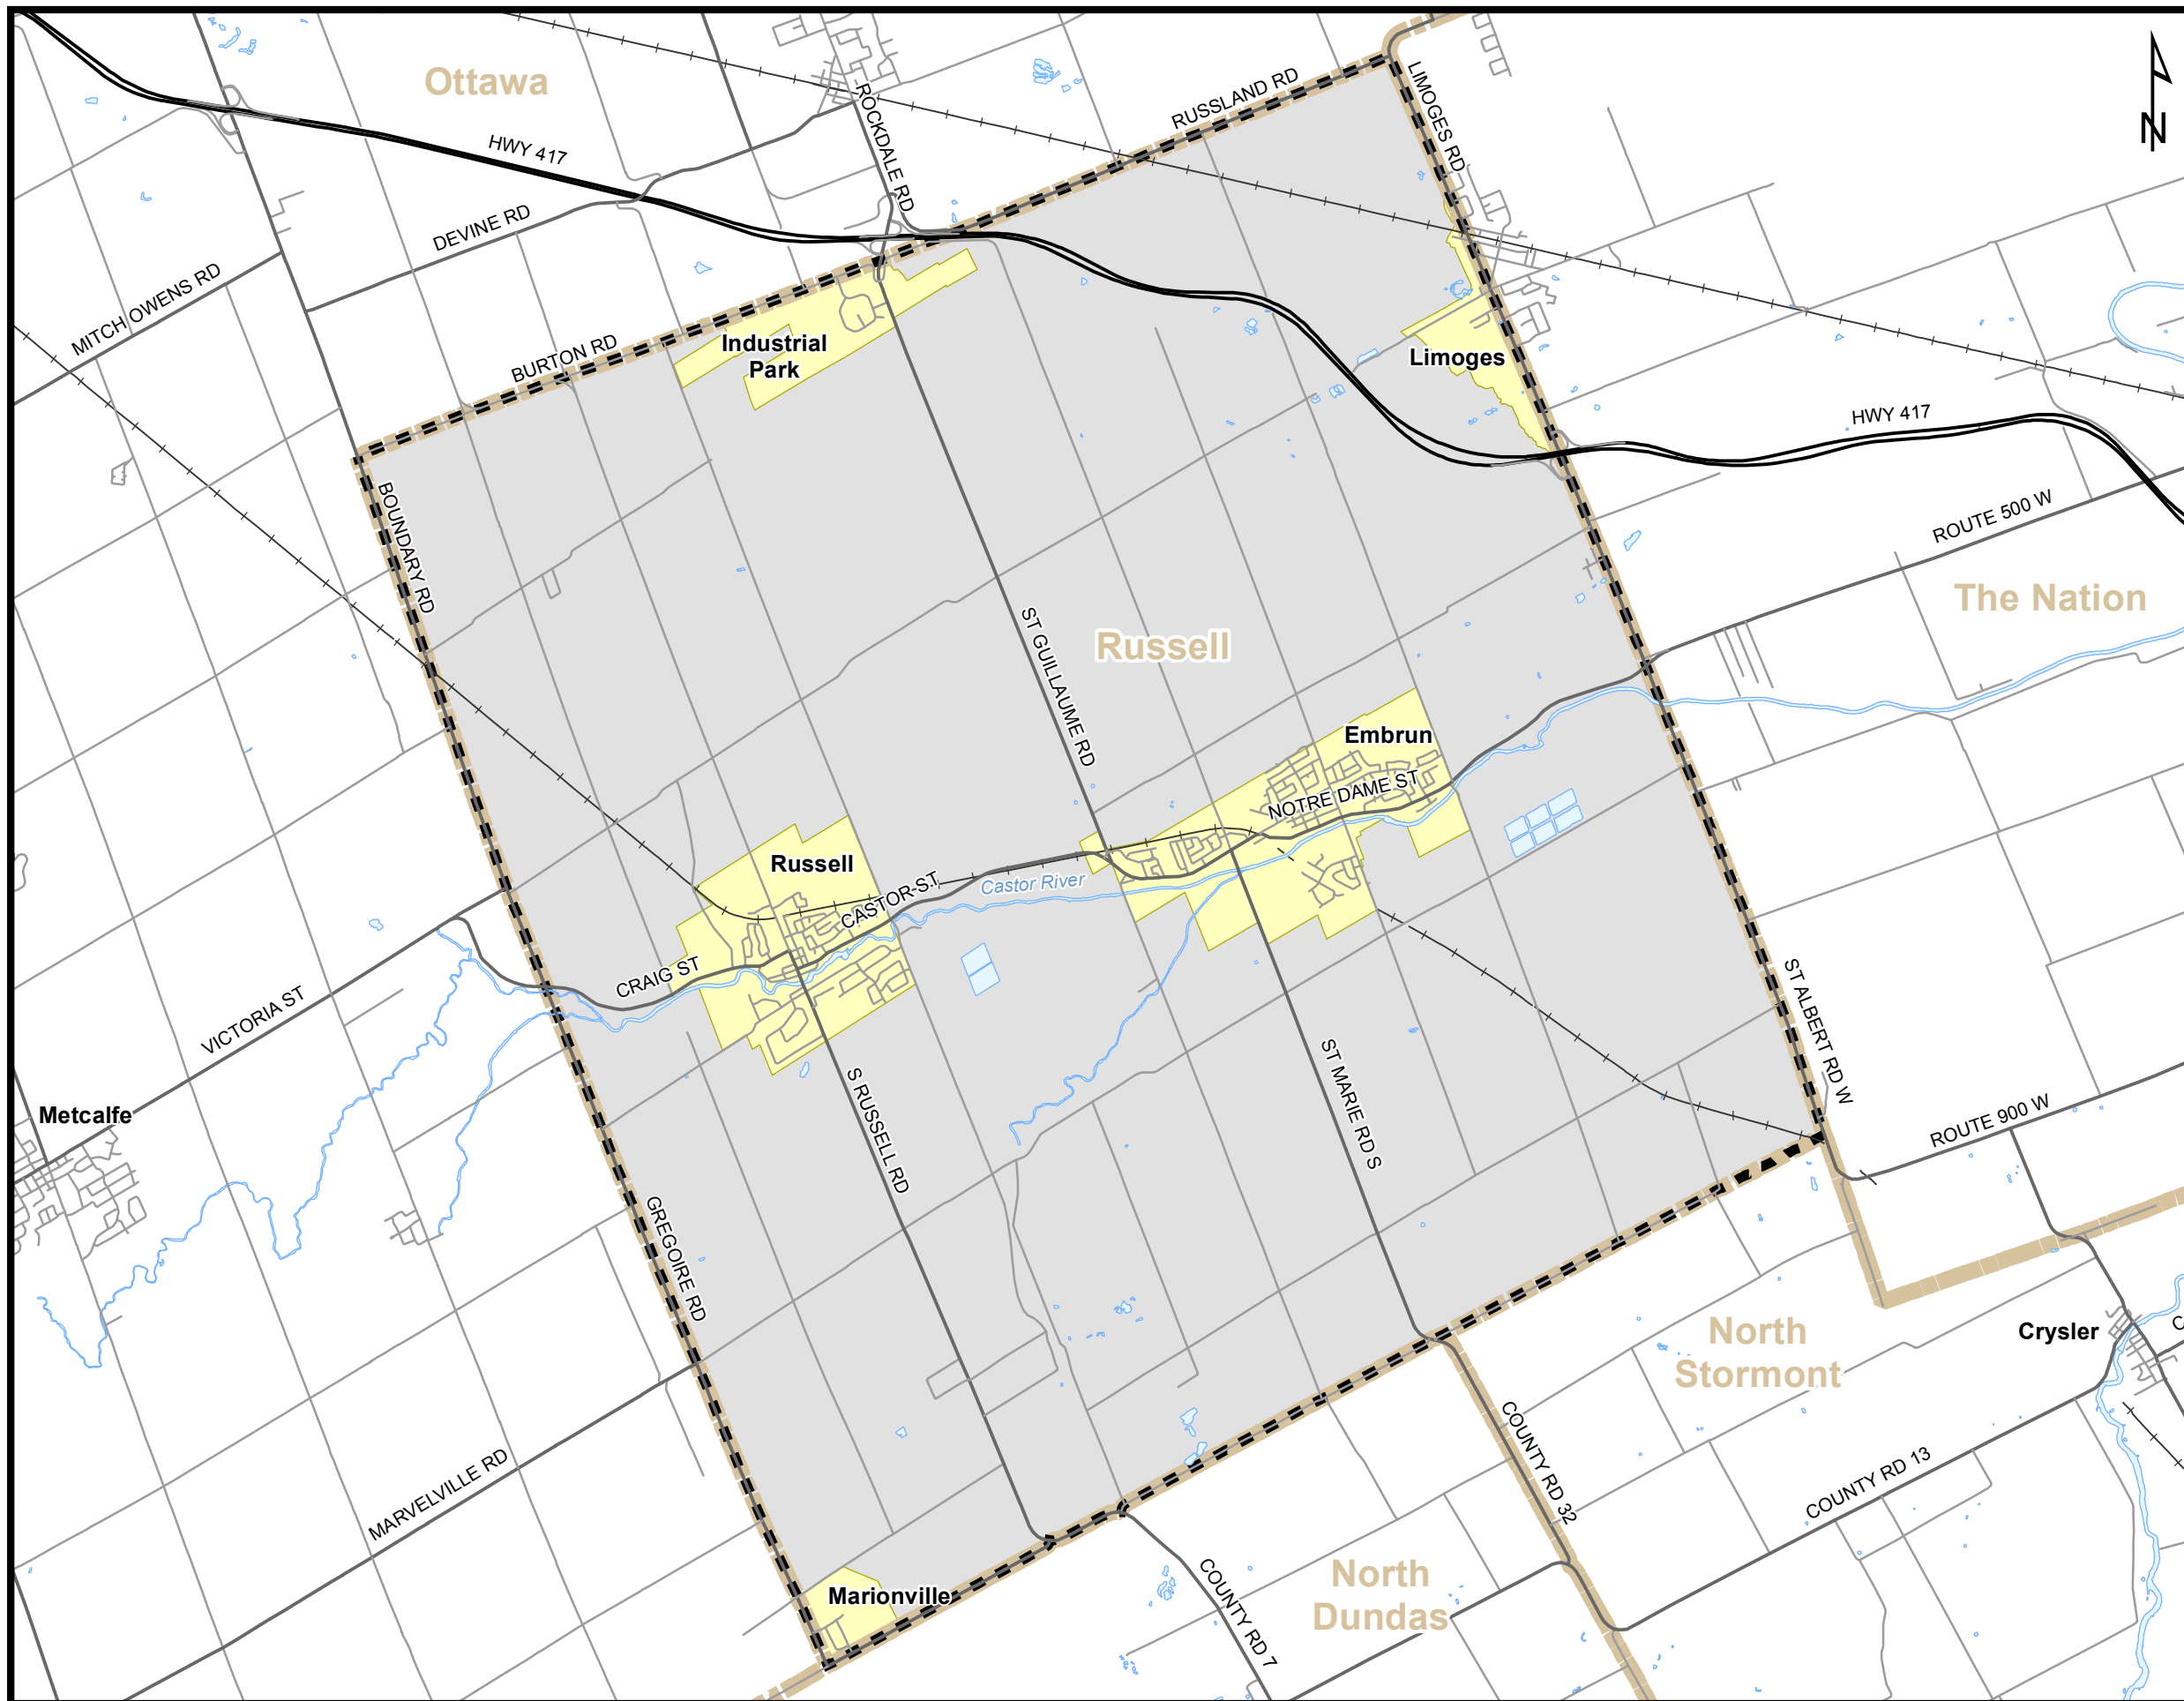 Ottawa
RUSSLAND RD
LIMOGES RD
N
ROCKDALE RD
HWY 417
DEVINE RD
MITCH OWENS RD
BURTON RD
Industrial
Park
Limoges
HWY 417
BOUNDARY RD
ROUTE 500 W
The Nation
ST GUILLAUME RD
Russell
Embrun
NOTRE DAME ST
Russell
CASTOR ST
Castor River
CRAIG ST
VICTORIA ST
ST ALBERT RD W
Metcalfe
S RUSSELL RD
ST MARIE RD S
ROUTE 900 W
GREGOIRE RD
North
Stormont
Crysler
COUNTY RD 32
COUNTY RD 13
MARVELVILLE RD
Marionville
COUNTY RD 7
North
Dundas